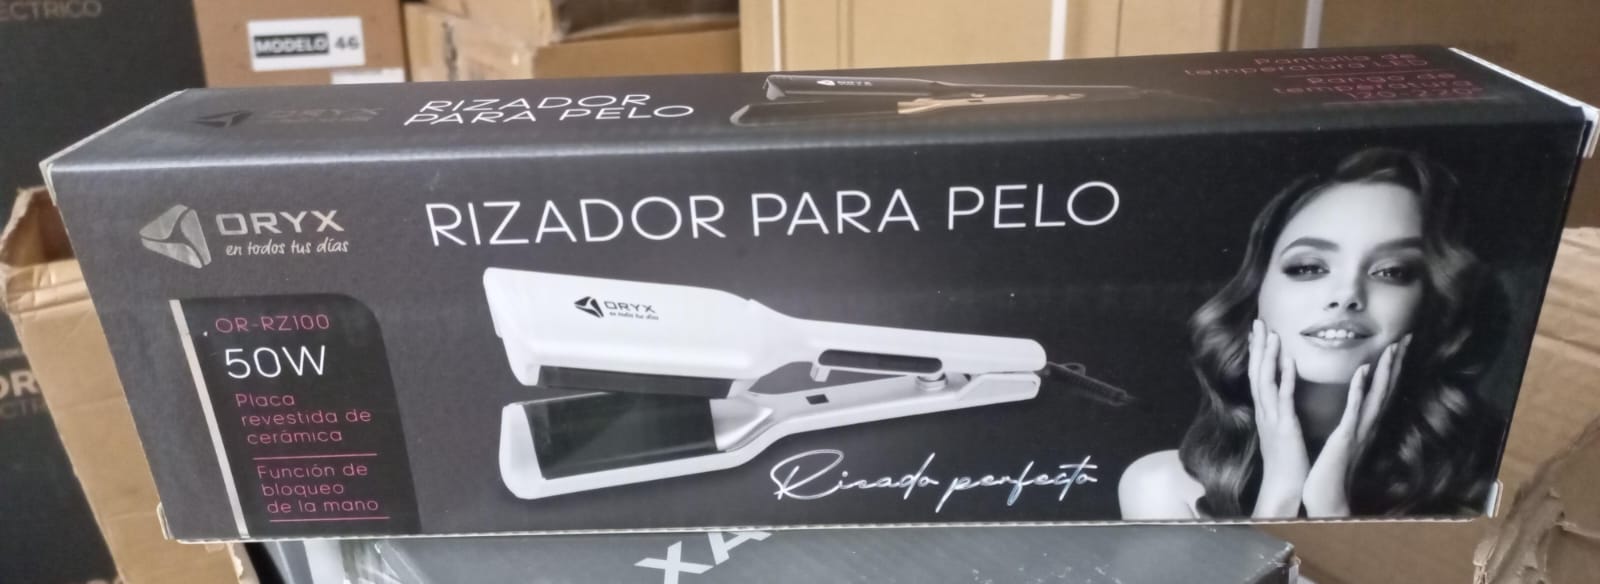 MODELO 46
RIZADOR
PARA PELO
ORYX
Pantalla de
temperatura LED
Rango de
temperatura
ORYX
en todos tus días
RIZADOR PARA PELO
ORYX
en todos tus días
OR-RZ100
50W
Placa
revestida de
cerámica
Función de
bloqueo
de la mano
Rizado perfecto
XA